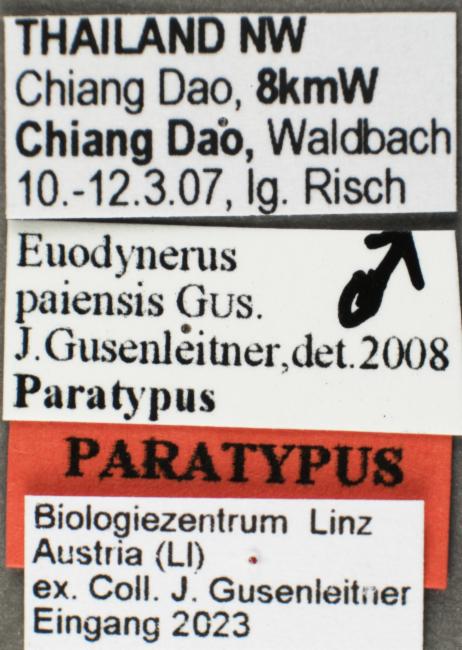 THAILAND NW
Chiang Dao, 8kmW
Chiang Dao, Waldbach
10.-12.3.07, lg. Risch
Euodynerus ♂
paiensis Gus.
J.Gusenleitner,det.2008
Paratypus
PARATYPUS
Biologiezentrum Linz
Austria (LI)
ex. Coll. J. Gusenleitner
Eingang 2023